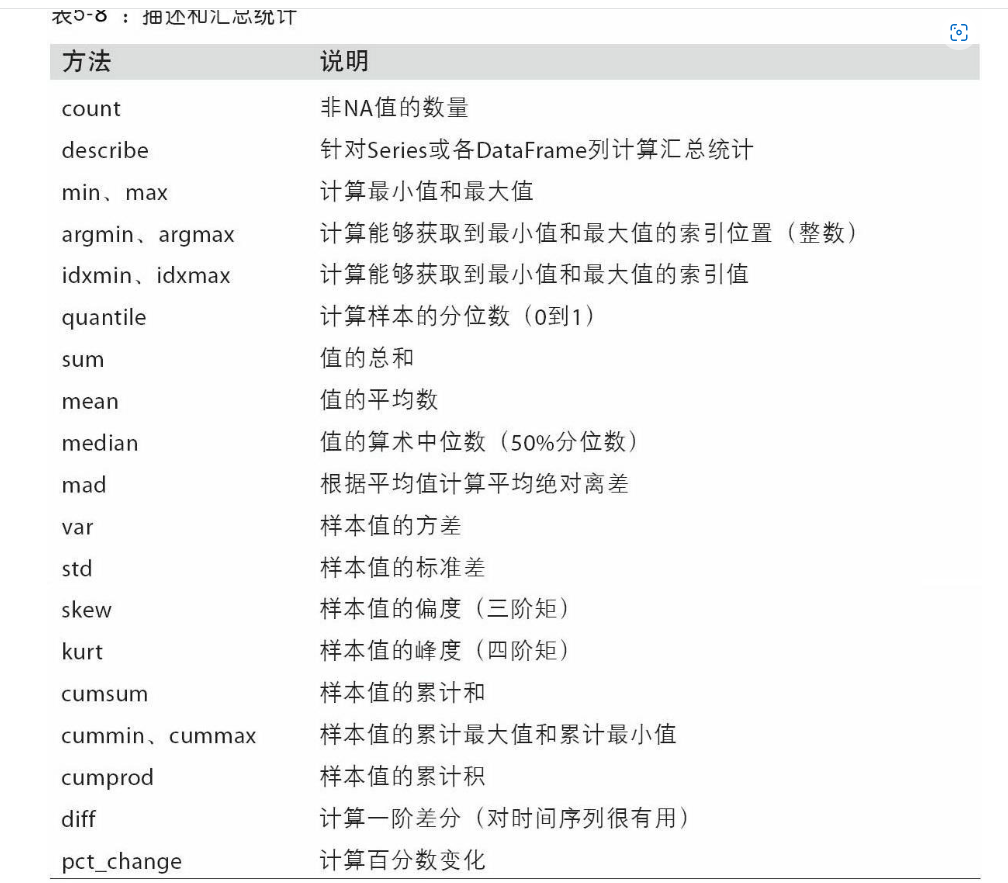 表5-8：描述和汇总统计
方法 说明
count 非NA值的数量
describe 针对Series或各DataFrame列计算汇总统计
min、max 计算最小值和最大值
argmin、argmax 计算能够获取到最小值和最大值的索引位置（整数）
idxmin、idxmax 计算能够获取到最小值和最大值的索引值
quantile 计算样本的分位数（0到1）
sum 值的总和
mean 值的平均数
median 值的算术中位数（50%分位数）
mad 根据平均值计算平均绝对离差
var 样本值的方差
std 样本值的标准差
skew 样本值的偏度（三阶矩）
kurt 样本值的峰度（四阶矩）
cumsum 样本值的累计和
cummin、cummax 样本值的累计最大值和累计最小值
cumprod 样本值的累计积
diff 计算一阶差分（对时间序列很有用）
pct_change 计算百分数变化